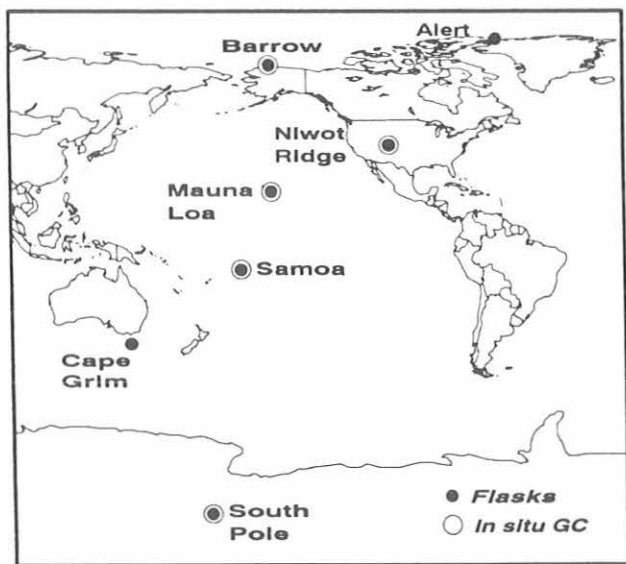 Alert
Barrow
Niwot
Ridge
Mauna
Loa
Samoa
Cape
Grim
South
Pole
Flasks
In situ GC